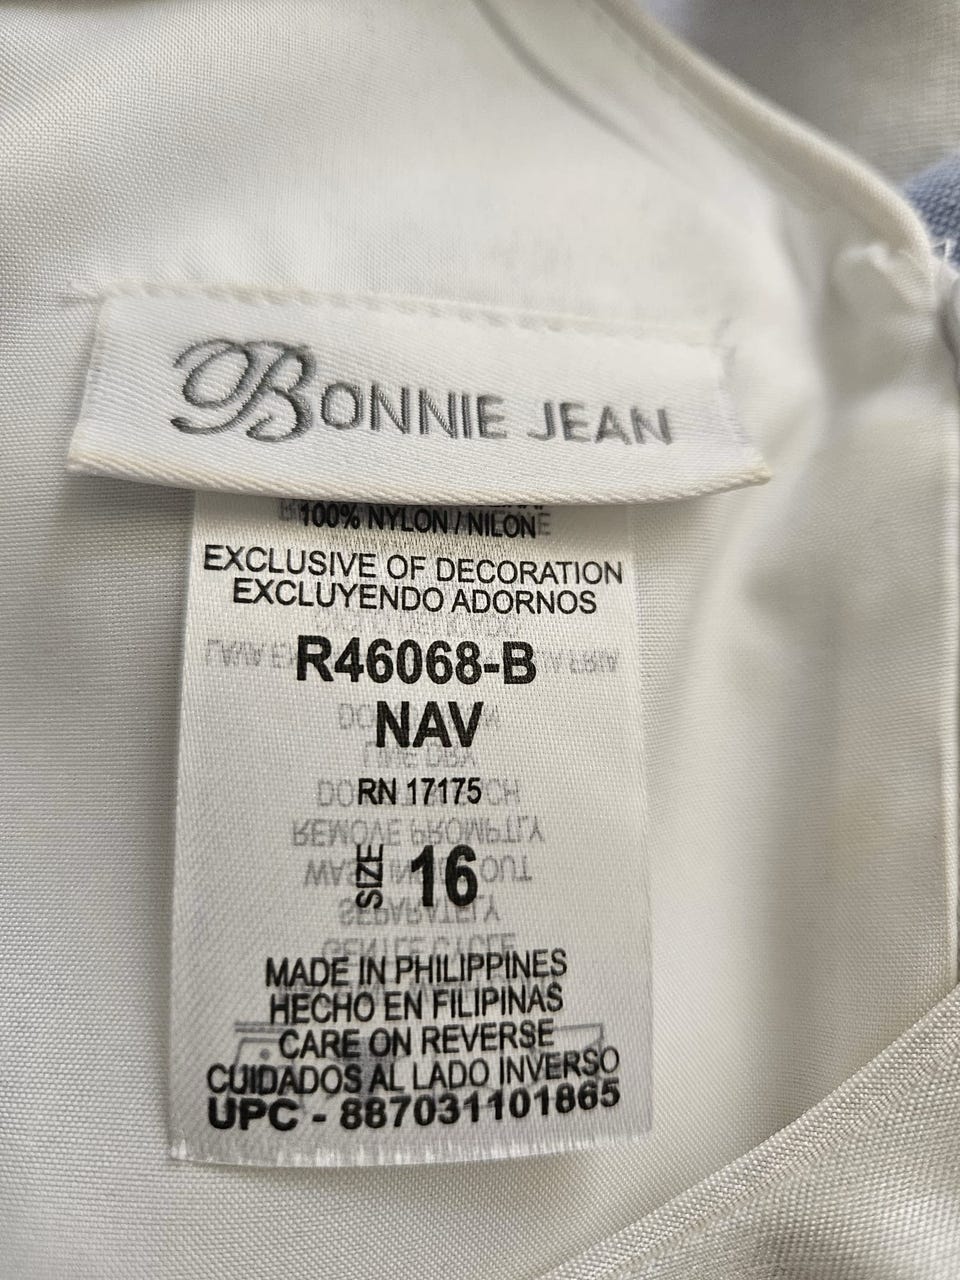 BONNIE JEAN
100% NYLON / NILON
EXCLUSIVE OF DECORATION
EXCLUYENDO ADORNOS
R46068-B
NAV
RN 17175
SIZE 16
MADE IN PHILIPPINES
HECHO EN FILIPINAS
CARE ON REVERSE
CUIDADOS AL LADO INVERSO
UPC - 887031101865